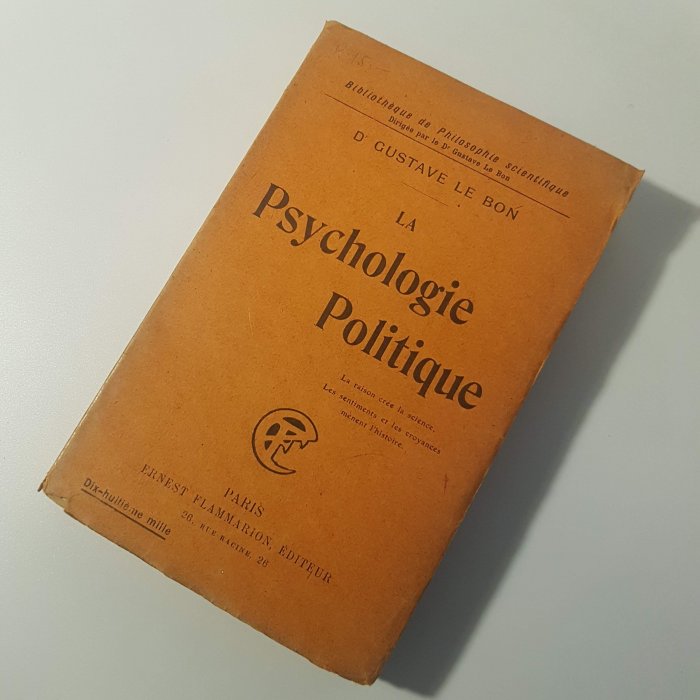 Bibliothèque de Philosophie scientifique
Dirigée par le Dr Gustave Le Bon
Dr GUSTAVE LE BON
LA
Psychologie
Politique
La raison crée la science.
Les sentiments et les croyances
mènent l'histoire.
PARIS
ERNEST FLAMMARION, ÉDITEUR
26, RUE RACINE, 26
Dix-huitième mille